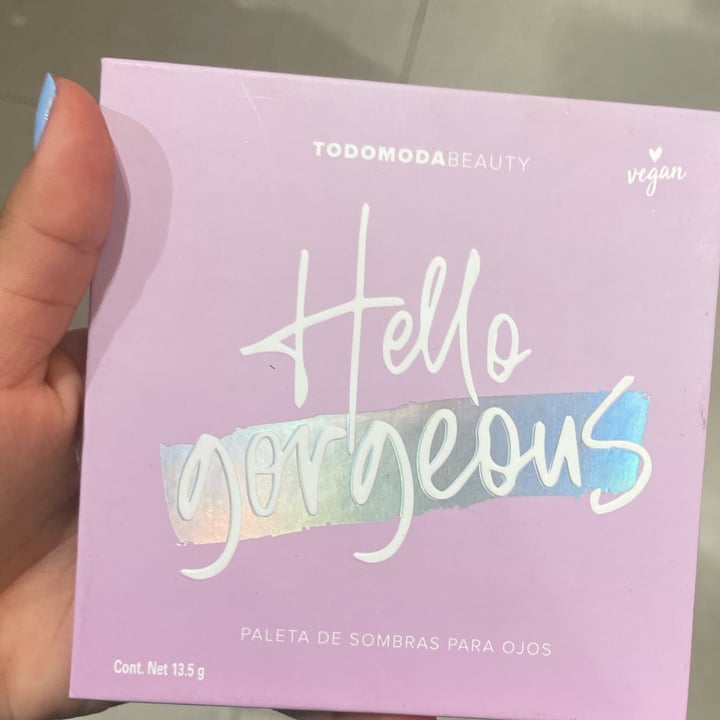 TODOMODABEAUTY
vegan
Hello
gorgeous
PALETA DE SOMBRAS PARA OJOS
Cont. Net 13.5 g